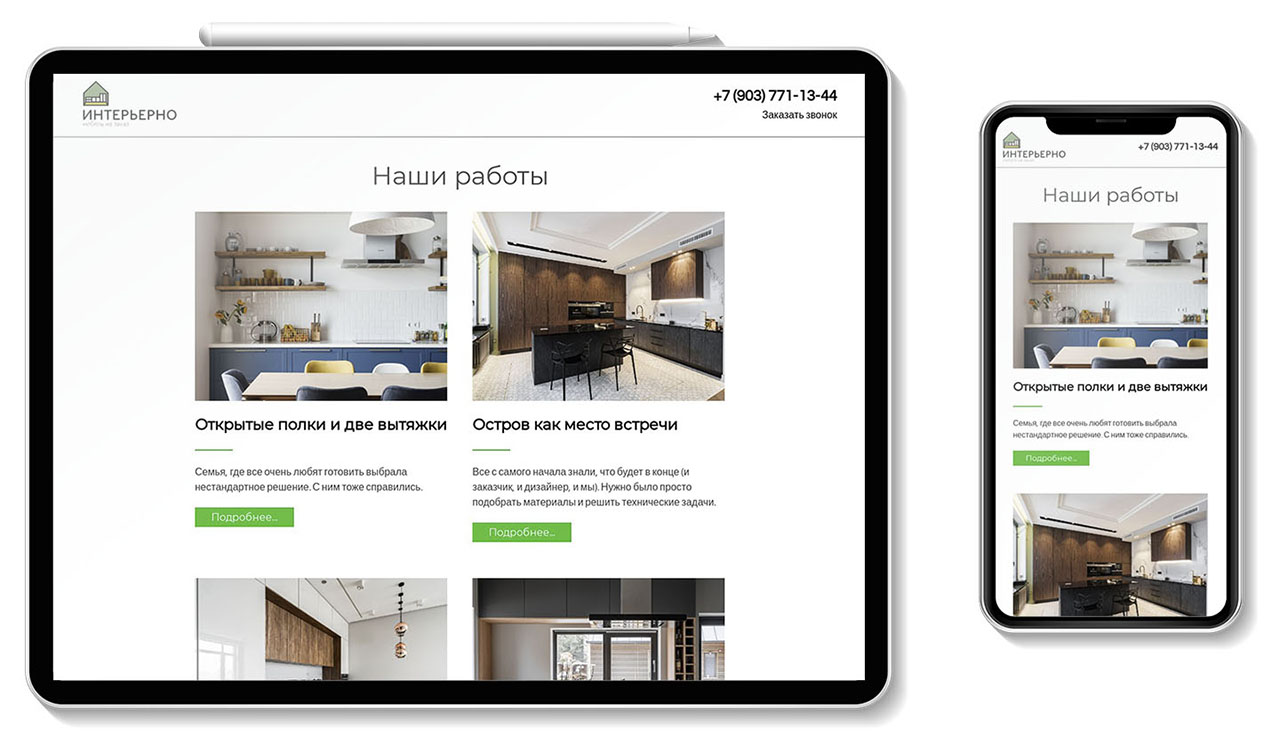 ИНТЕРЬЕРНО
МЕБЕЛЬ НА ЗАКАЗ
+7 (903) 771-13-44
Заказать звонок
Наши работы
Открытые полки и две вытяжки
Семья, где все очень любят готовить выбрала
нестандартное решение. С ним тоже справились.
Подробнее...
Остров как место встречи
Все с самого начала знали, что будет в конце (и
заказчик, и дизайнер, и мы). Нужно было просто
подобрать материалы и решить технические задачи.
Подробнее...
ИНТЕРЬЕРНО
+7 (903) 771-13-44
Наши работы
Открытые полки и две вытяжки
Семья, где все очень любят готовить выбрала
нестандартное решение. С ним тоже справились.
Подробнее...